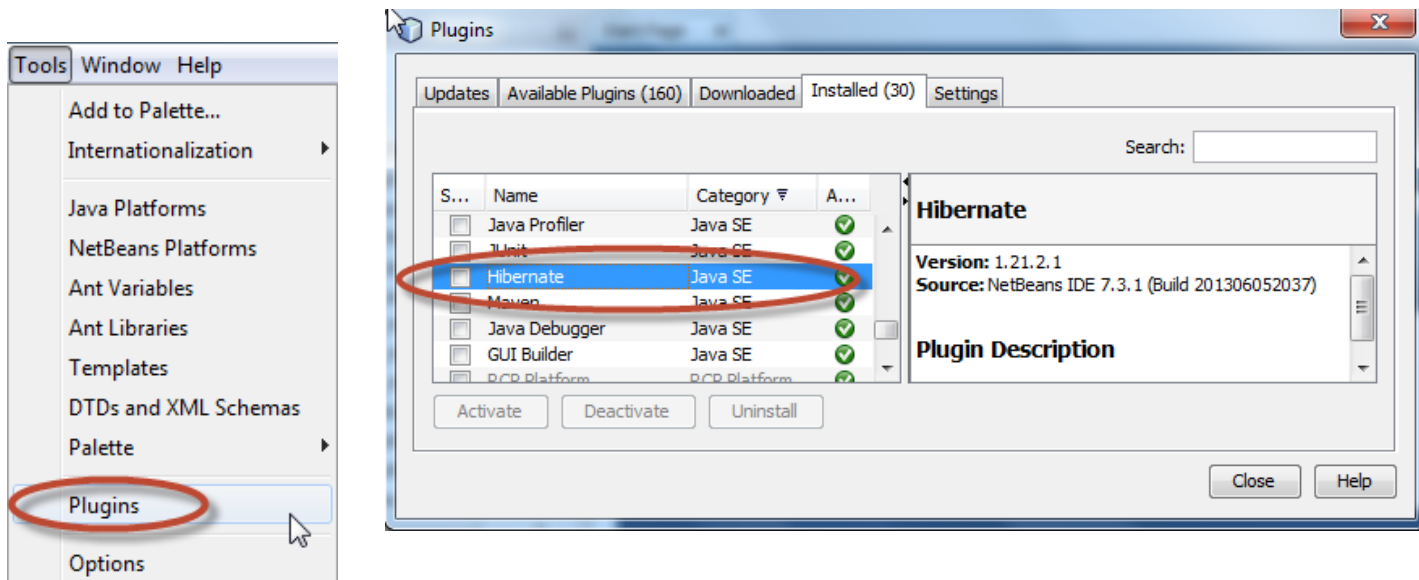 Tools Window Help
Add to Palette...
Internationalization
Java Platforms
NetBeans Platforms
Ant Variables
Ant Libraries
Templates
DTDs and XML Schemas
Palette
Plugins
Options
Plugins
Updates Available Plugins (160) Downloaded Installed (30) Settings
Search:
S... Name Category A...
Java Profiler Java SE
JUnit Java SE
Hibernate Java SE
Maven Java SE
Java Debugger Java SE
GUI Builder Java SE
RCP Platform RCP Platform
Hibernate
Version: 1.21.2.1
Source: NetBeans IDE 7.3.1 (Build 201306052037)
Plugin Description
Activate Deactivate Uninstall
Close Help